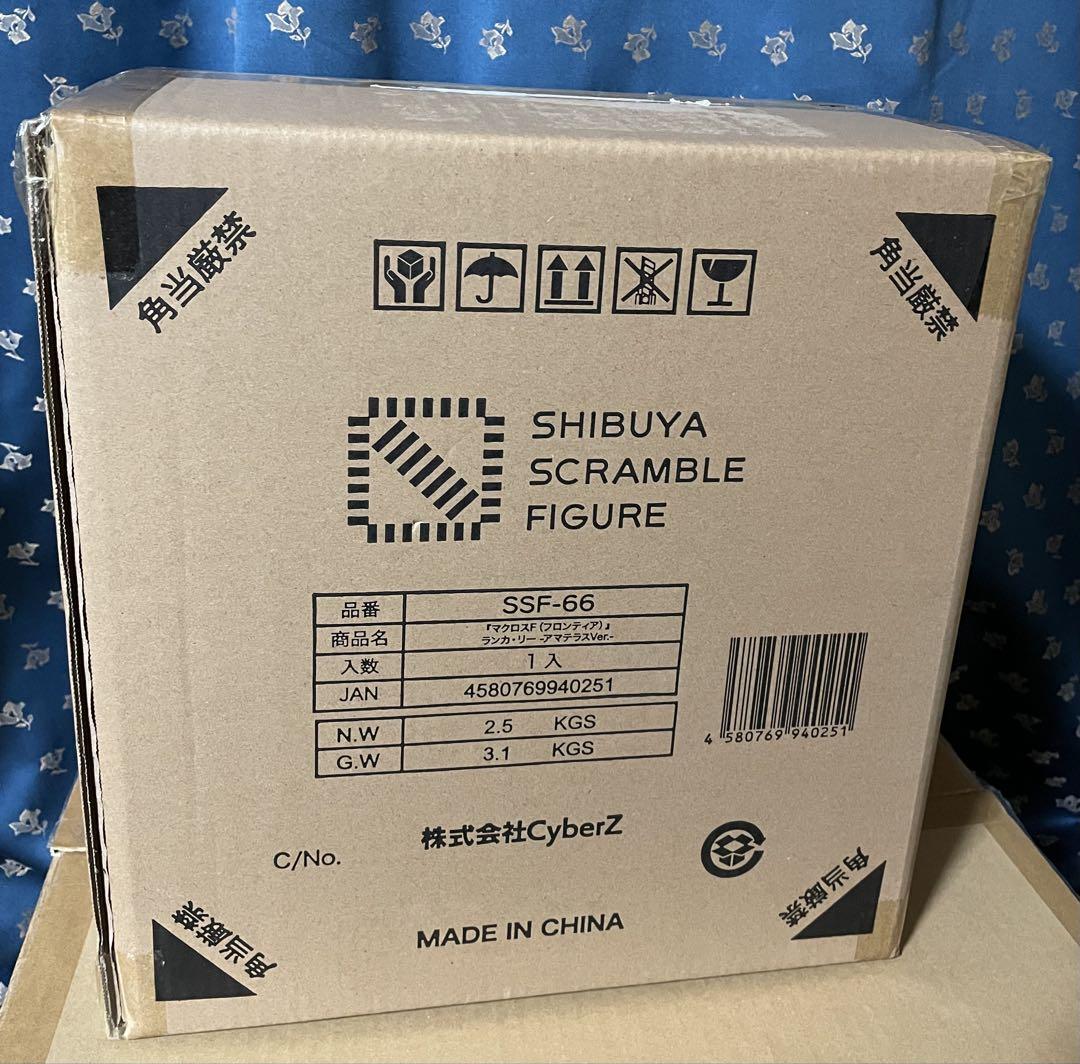 角当厳禁
角当厳禁
SHIBUYA
SCRAMBLE
FIGURE
品番 SSF-66
商品名 『マクロスF(フロンティア)』
ランカ・リー -アマテラスVer.-
入数 1入
JAN 4580769940251
N.W 2.5 KGS
G.W 3.1 KGS
4 580769 940251
株式会社CyberZ
C/No.
角当厳禁
角当厳禁
MADE IN CHINA